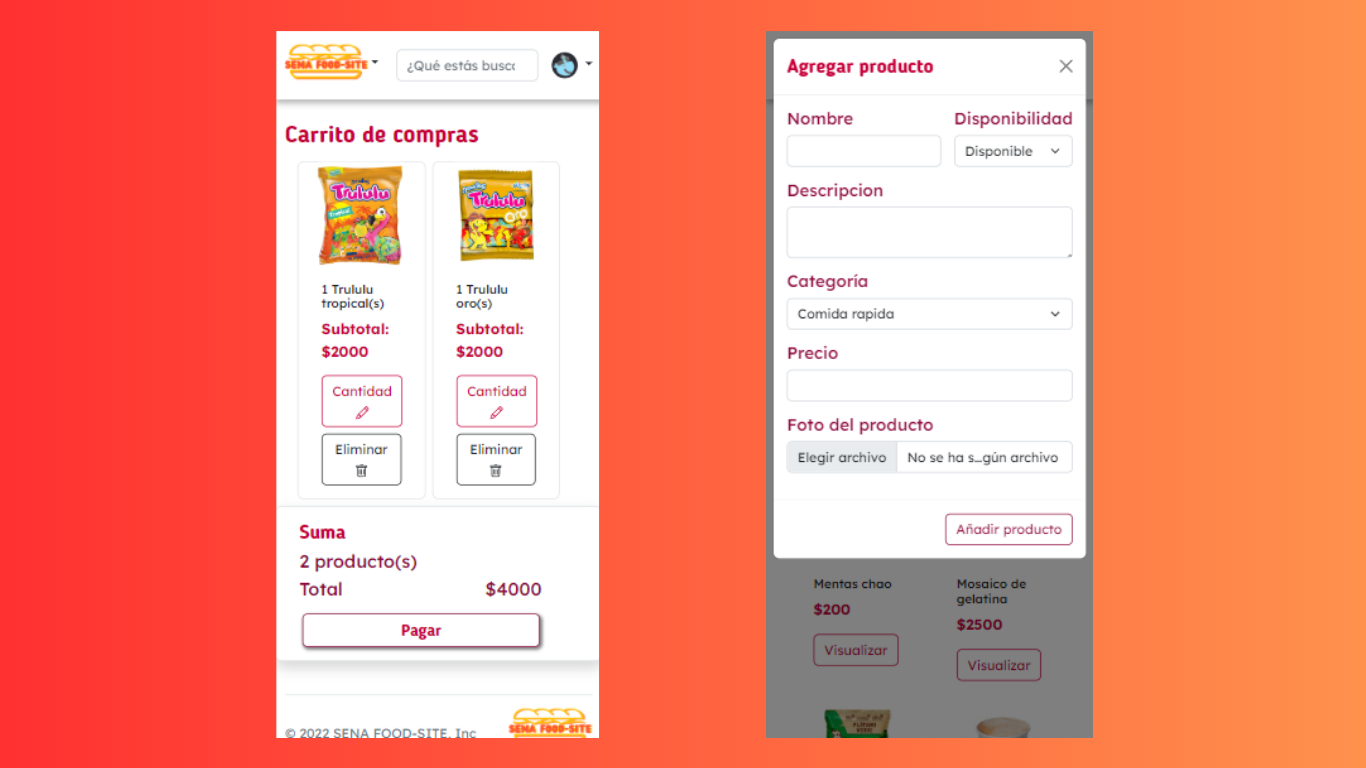 SENA FOOD-SITE
¿Qué estás busc
Carrito de compras
Trululu
Tropical
Trululu
Oro
1 Trululu
tropical(s)
1 Trululu
oro(s)
Subtotal:
$2000
Subtotal:
$2000
Cantidad
Cantidad
Eliminar
Eliminar
Suma
2 producto(s)
Total $4000
Pagar
© 2022 SENA FOOD-SITE, Inc
SENA FOOD-SITE
Agregar producto
Nombre
Disponibilidad
Disponible
Descripcion
Categoría
Comida rapida
Precio
Foto del producto
Elegir archivo No se ha s...gún archivo
Añadir producto
Mentas chao
$200
Visualizar
Mosaico de
gelatina
$2500
Visualizar